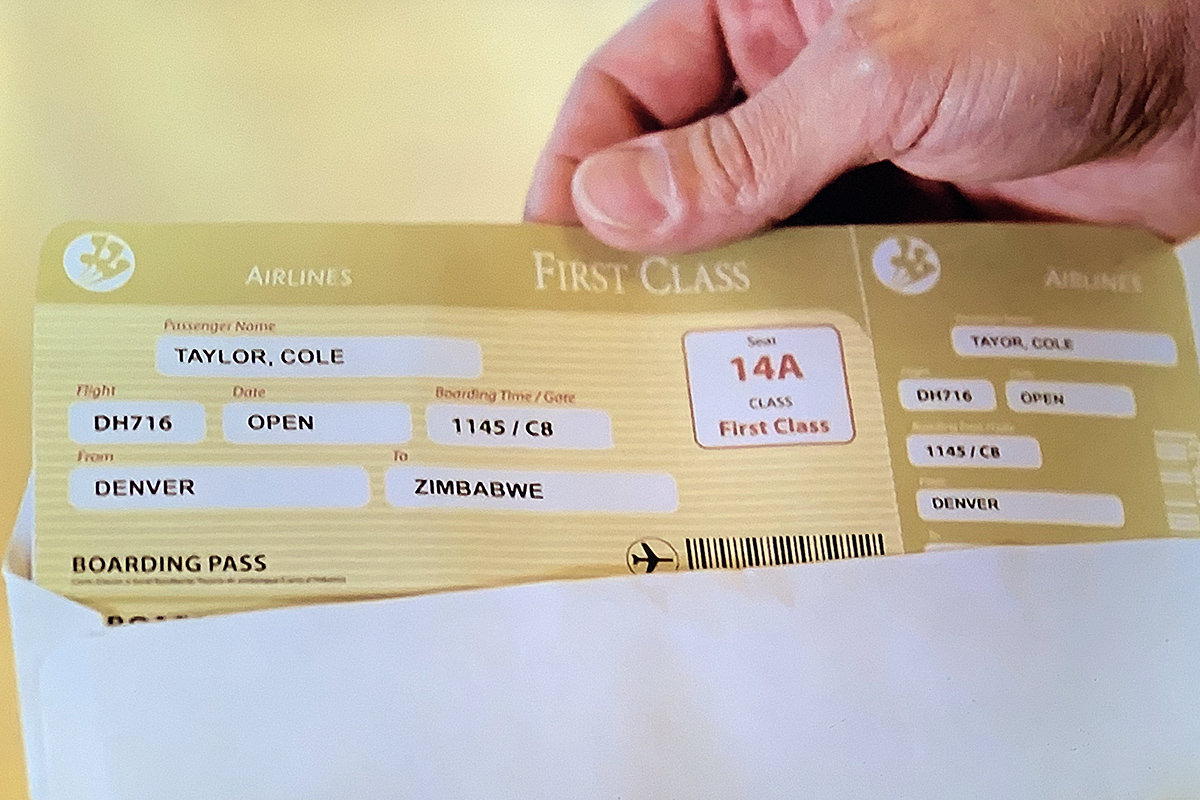 AIRLINES
FIRST CLASS
Passenger Name
TAYLOR, COLE
Flight
Date
Boarding Time / Gate
DH716
OPEN
1145 / C8
From
To
DENVER
ZIMBABWE
Seat
14A
CLASS
First Class
BOARDING PASS
AIRLINES
TAYOR, COLE
DH716
OPEN
1145 / C8
DENVER